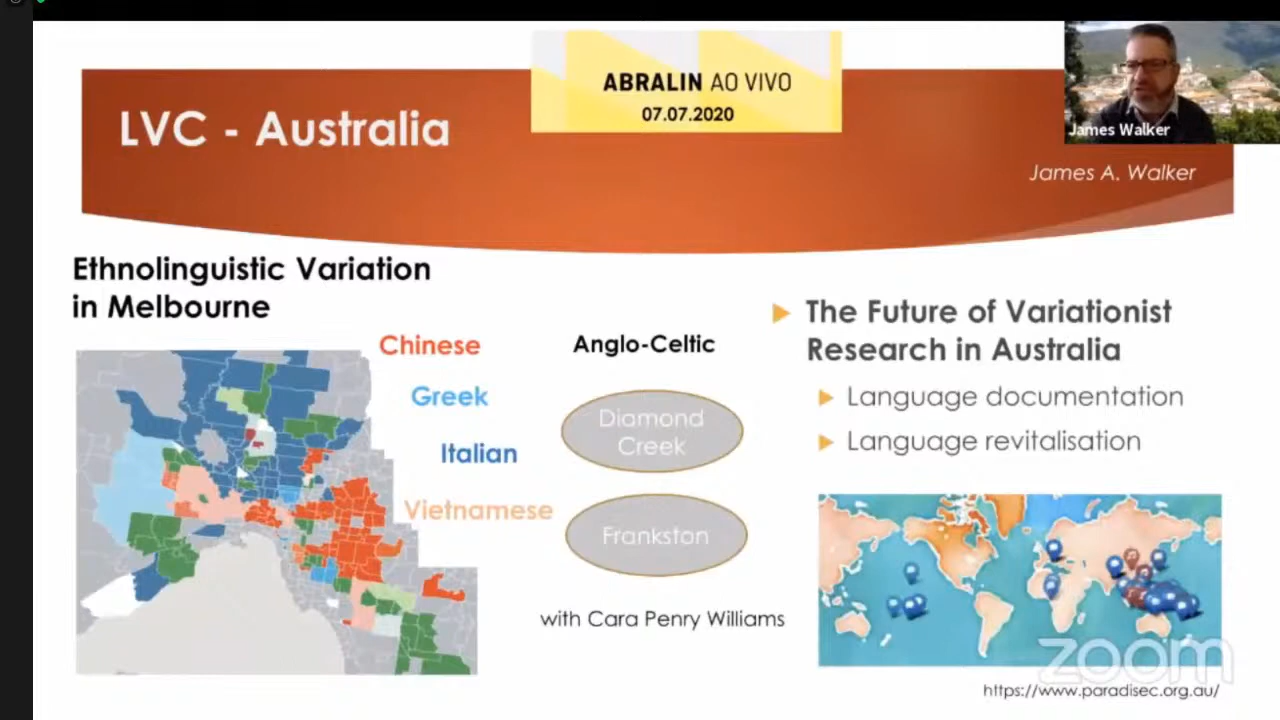 ABRALIN AO VIVO
07.07.2020
James Walker
LVC - Australia
James A. Walker
Ethnolinguistic Variation
in Melbourne
Chinese
Greek
Italian
Vietnamese
Anglo-Celtic
Diamond
Creek
Frankston
with Cara Penry Williams
The Future of Variationist
Research in Australia
Language documentation
Language revitalisation
zoom
https://www.paradisec.org.au/